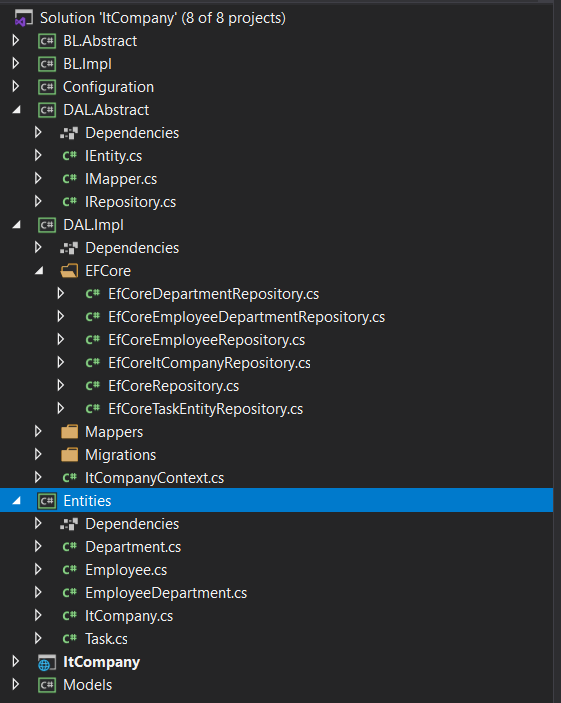 Solution 'ItCompany' (8 of 8 projects)
C# BL.Abstract
C# BL.Impl
C# Configuration
C# DAL.Abstract
Dependencies
C# IEntity.cs
C# IMapper.cs
C# IRepository.cs
C# DAL.Impl
Dependencies
EFCore
C# EfCoreDepartmentRepository.cs
C# EfCoreEmployeeDepartmentRepository.cs
C# EfCoreEmployeeRepository.cs
C# EfCoreItCompanyRepository.cs
C# EfCoreRepository.cs
C# EfCoreTaskEntityRepository.cs
Mappers
Migrations
C# ItCompanyContext.cs
C# Entities
Dependencies
C# Department.cs
C# Employee.cs
C# EmployeeDepartment.cs
C# ItCompany.cs
C# Task.cs
ItCompany
C# Models